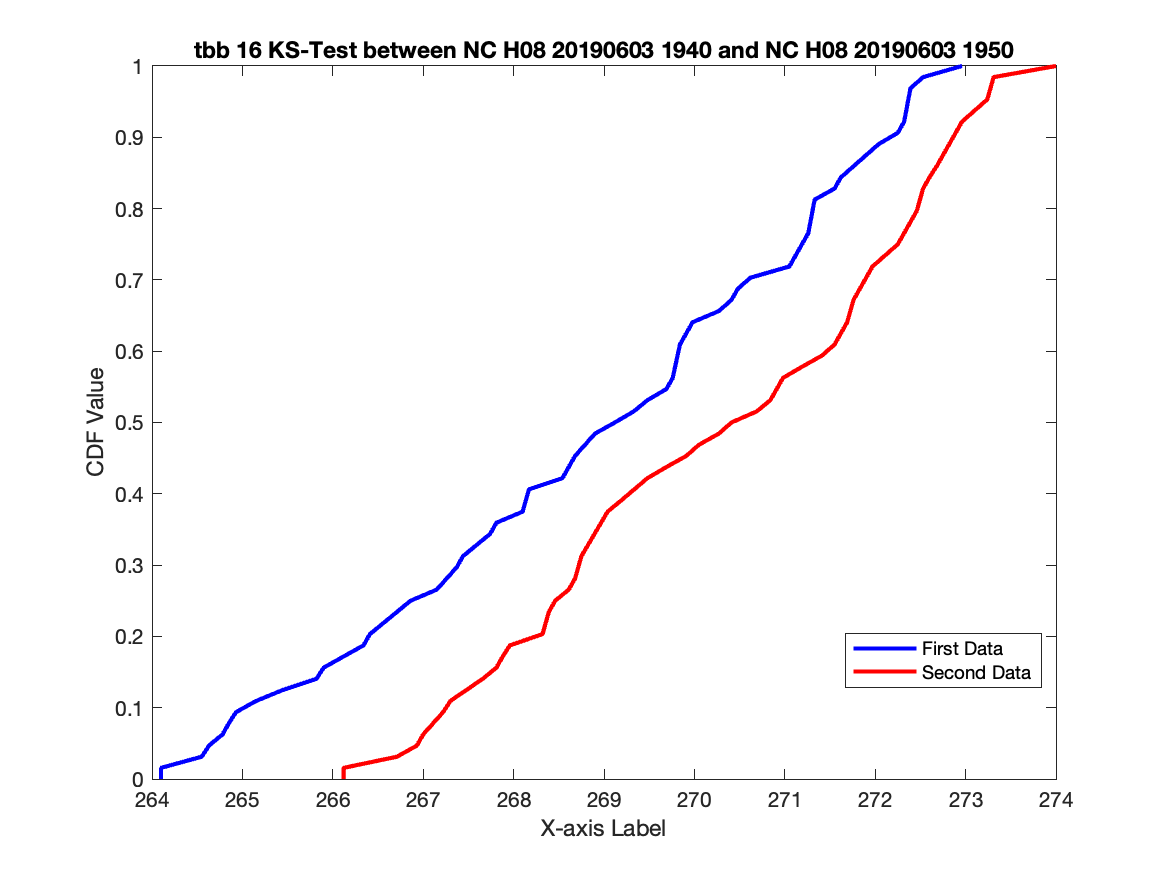 tbb 16 KS-Test between NC H08 20190603 1940 and NC H08 20190603 1950
1
0.9
0.8
0.7
0.6
0.5
0.4
0.3
0.2
0.1
0
CDF Value
First Data
Second Data
264 265 266 267 268 269 270 271 272 273 274
X-axis Label